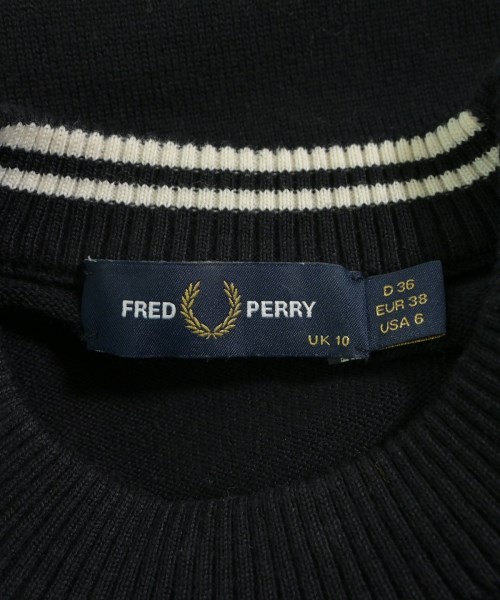 FRED PERRY
UK 10
D 36
EUR 38
USA 6